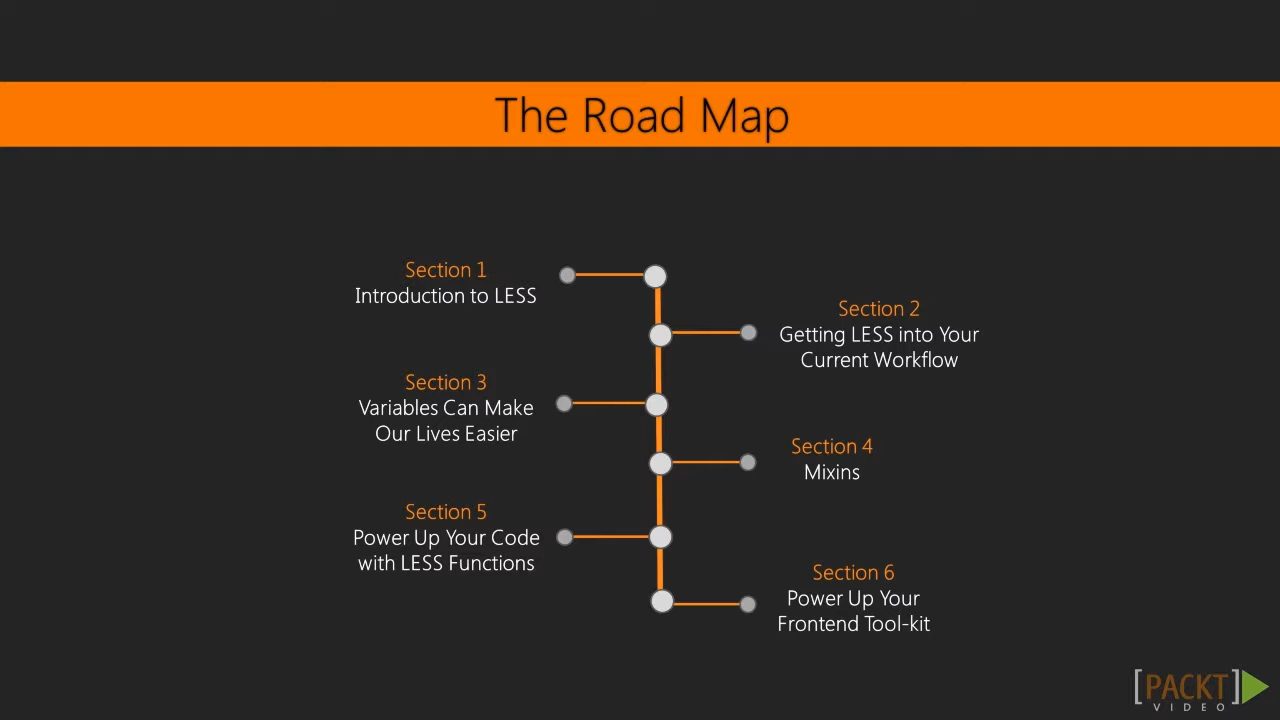 The Road Map
Section 1
Introduction to LESS
Section 2
Getting LESS into Your
Current Workflow
Section 3
Variables Can Make
Our Lives Easier
Section 4
Mixins
Section 5
Power Up Your Code
with LESS Functions
Section 6
Power Up Your
Frontend Tool-kit
[PACKT]
VIDEO